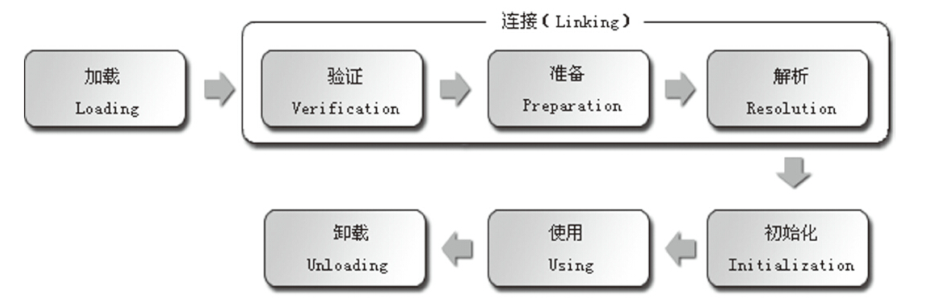 连接(Linking)
加载
Loading
验证
Verification
准备
Preparation
解析
Resolution
卸载
Unloading
使用
Using
初始化
Initialization